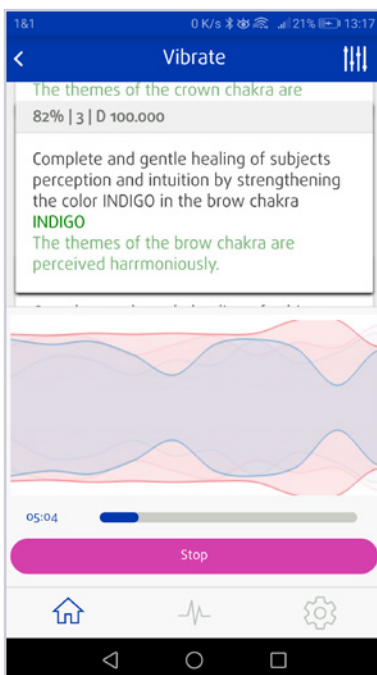 1&1 0 K/s 21% 13:17
Vibrate
The themes of the crown chakra are
82% | 3 | D 100.000
Complete and gentle healing of subjects
perception and intuition by strengthening
the color INDIGO in the brow chakra
INDIGO
The themes of the brow chakra are
perceived harrmoniously.
05:04
Stop